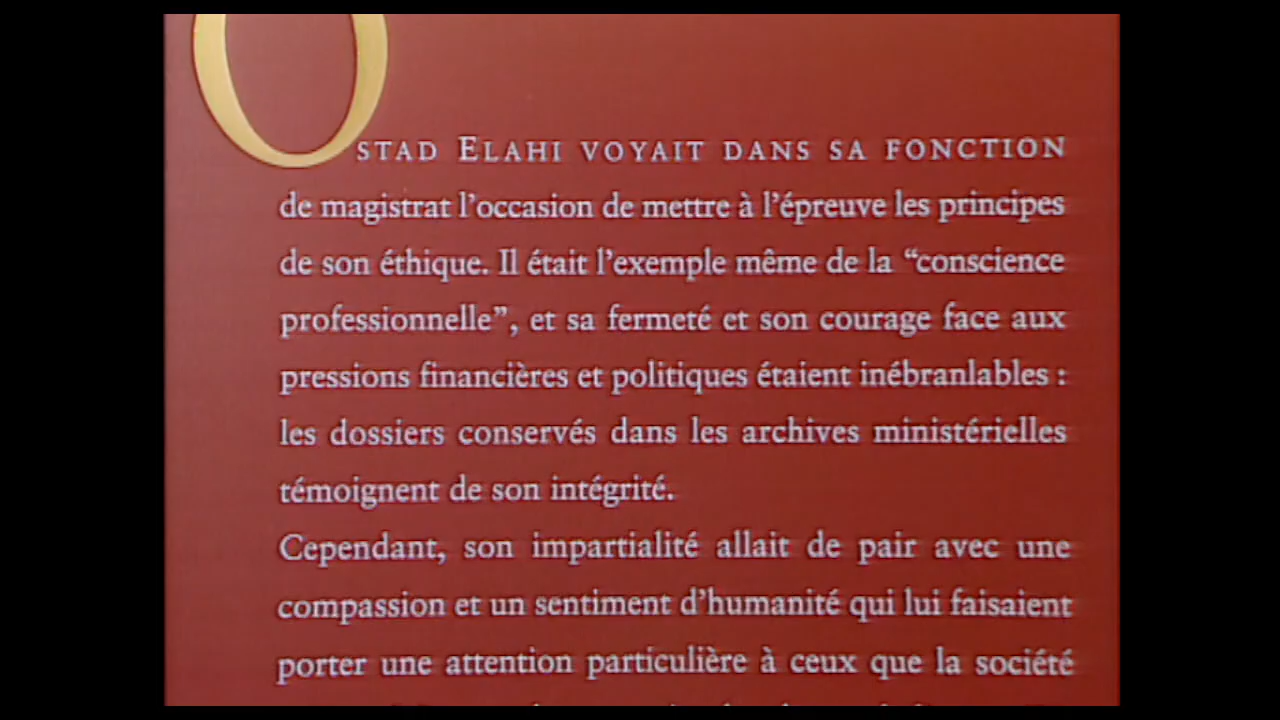 OSTAD ELAHI VOYAIT DANS SA FONCTION
de magistrat l’occasion de mettre à l’épreuve les principes
de son éthique. Il était l’exemple même de la “conscience
professionnelle”, et sa fermeté et son courage face aux
pressions financières et politiques étaient inébranlables :
les dossiers conservés dans les archives ministérielles
témoignent de son intégrité.
Cependant, son impartialité allait de pair avec une
compassion et un sentiment d’humanité qui lui faisaient
porter une attention particulière à ceux que la société